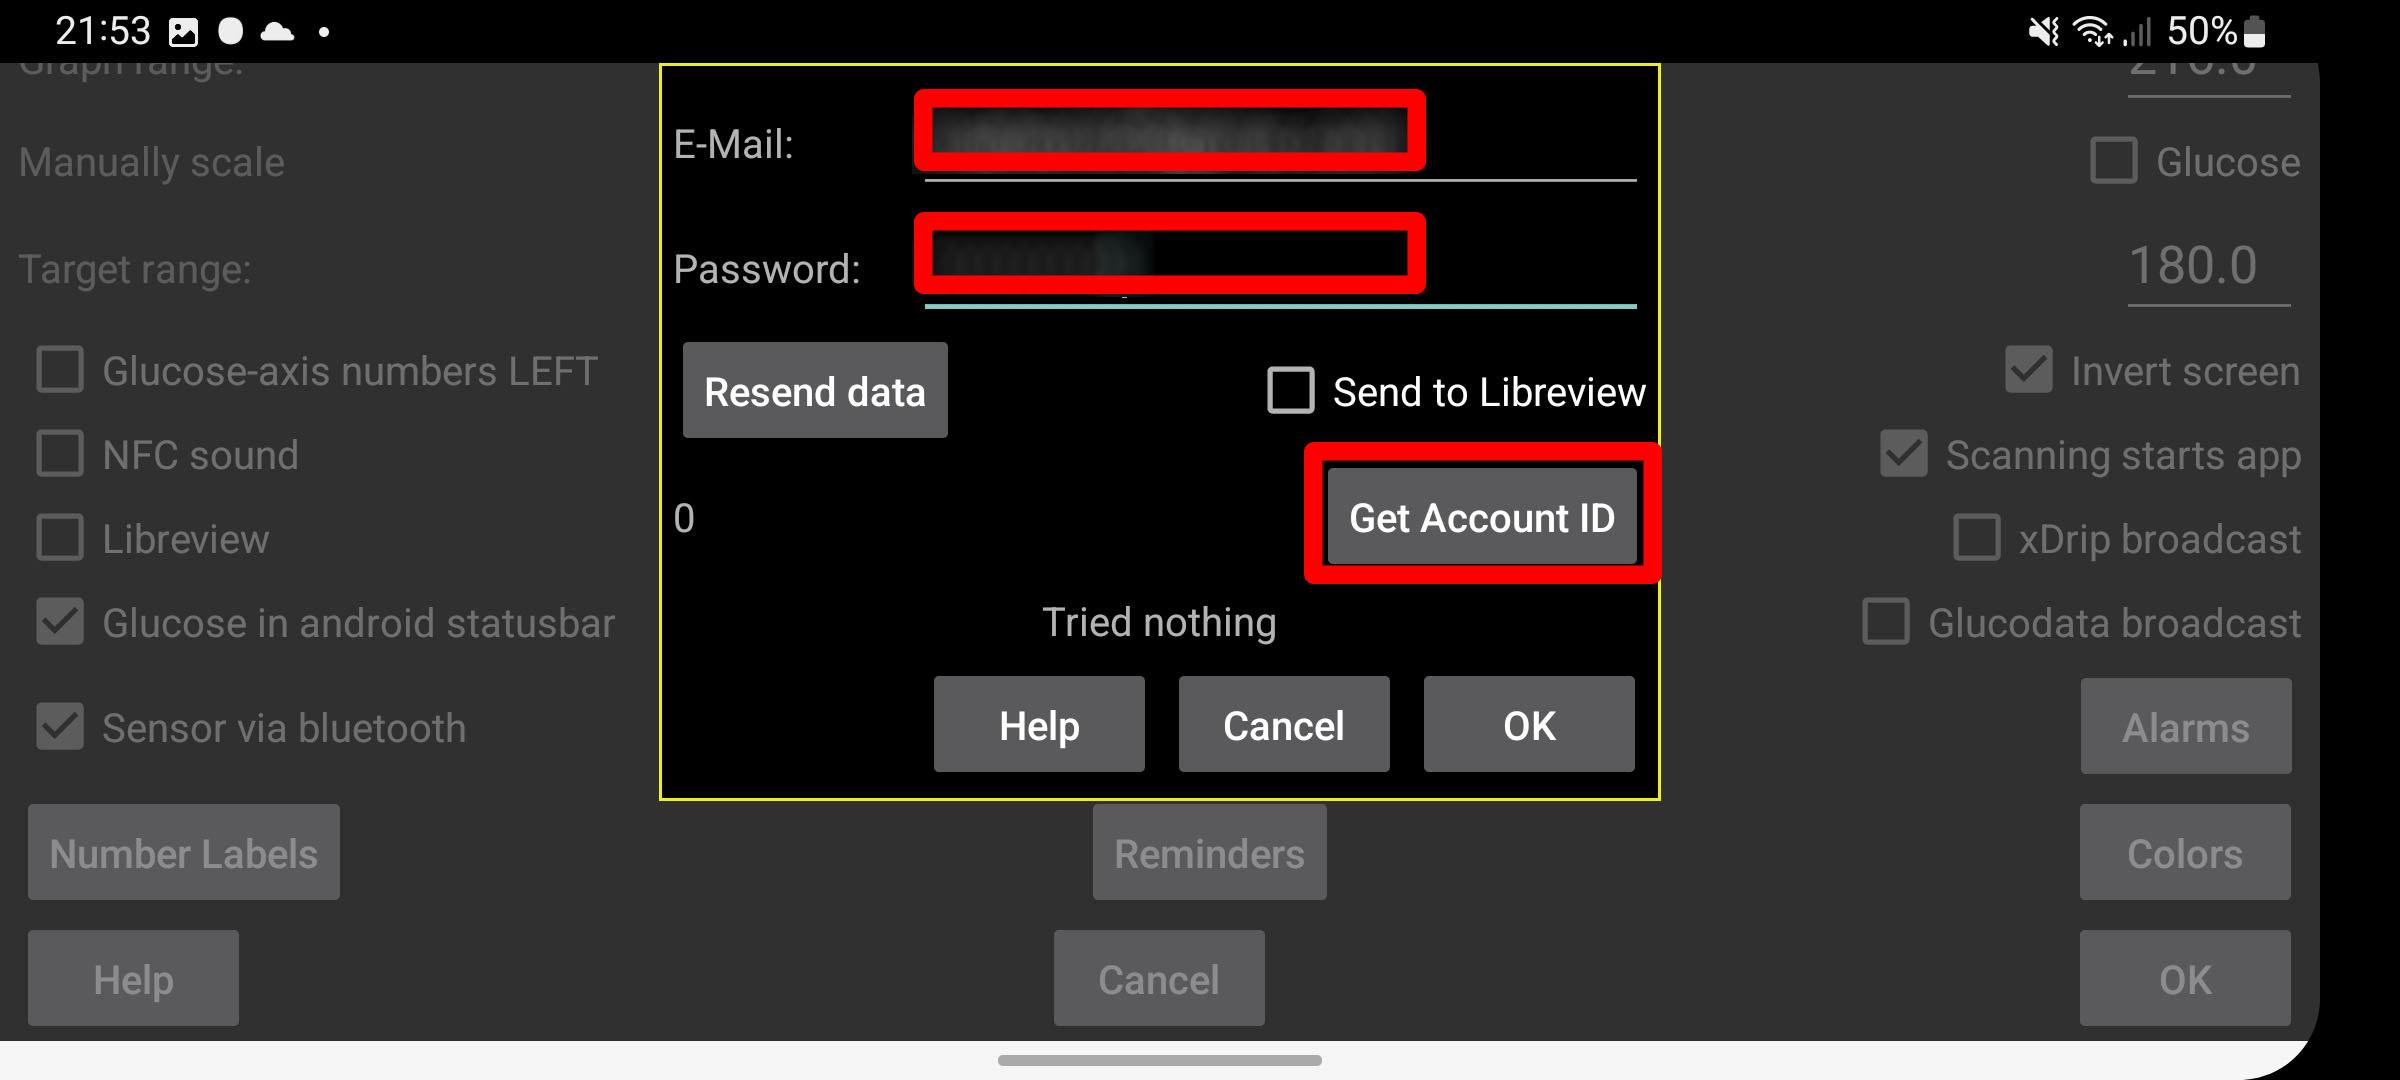 21:53 50%
Graph range: 210.0
E-Mail:
Manually scale Glucose
Password:
Target range: 180.0
Glucose-axis numbers LEFT Resend data Send to Libreview Invert screen
NFC sound Scanning starts app
0 Get Account ID
Libreview xDrip broadcast
Glucose in android statusbar Tried nothing Glucodata broadcast
Sensor via bluetooth Help Cancel OK Alarms
Number Labels Reminders Colors
Help Cancel OK